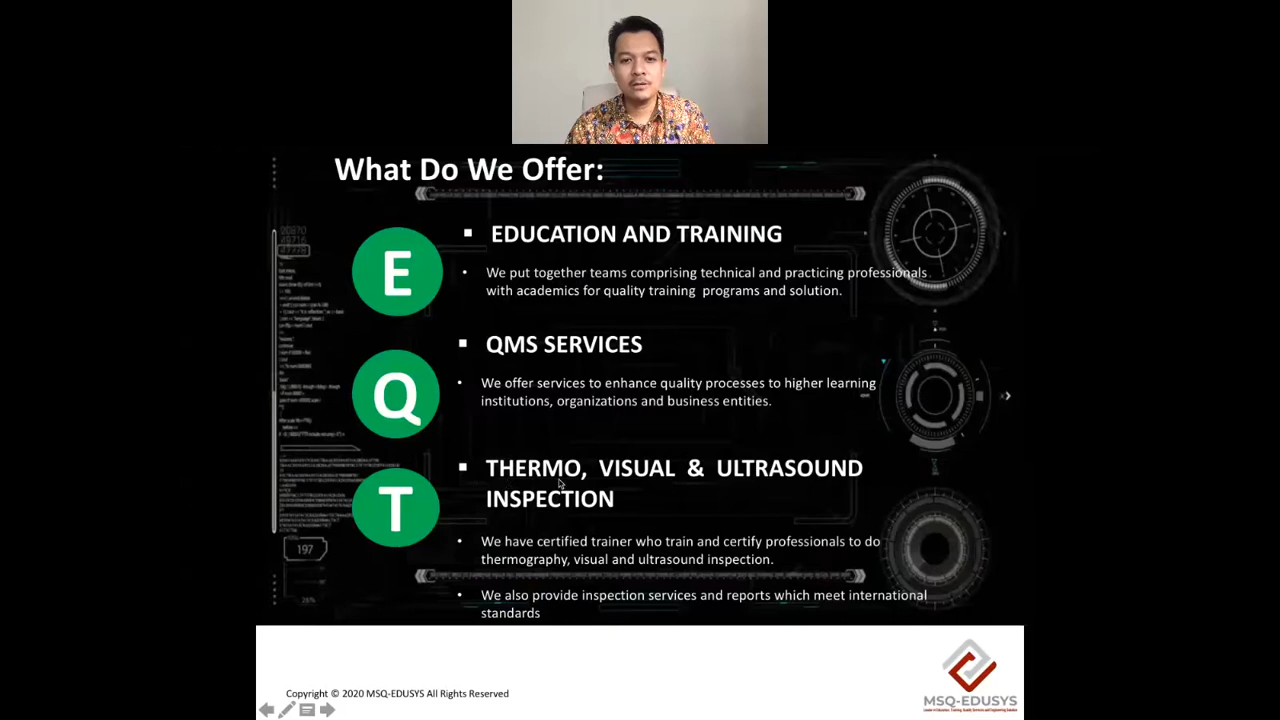 What Do We Offer:
E
▪ EDUCATION AND TRAINING
• We put together teams comprising technical and practicing professionals
with academics for quality training programs and solution.
Q
▪ QMS SERVICES
• We offer services to enhance quality processes to higher learning
institutions, organizations and business entities.
T
▪ THERMO, VISUAL & ULTRASOUND
INSPECTION
• We have certified trainer who train and certify professionals to do
thermography, visual and ultrasound inspection.
• We also provide inspection services and reports which meet international
standards
197
26%
Copyright © 2020 MSQ-EDUSYS All Rights Reserved
MSQ-EDUSYS